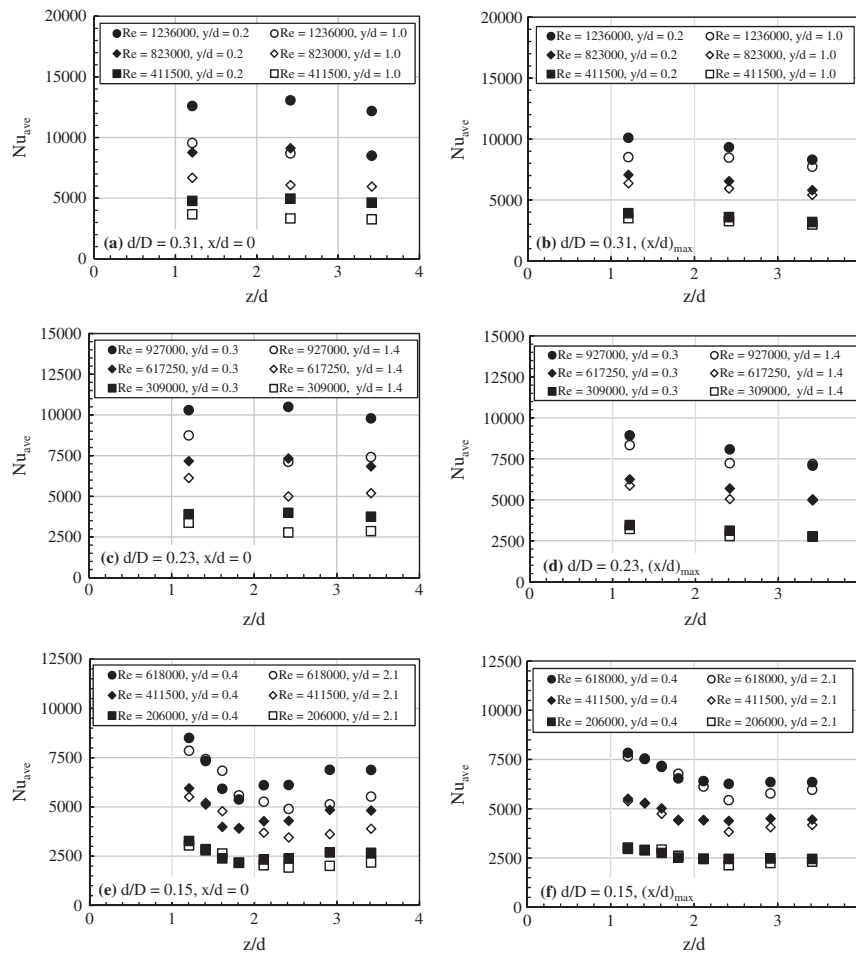 20000
15000
10000
5000
0
Nu_ave
Re = 1236000, y/d = 0.2 Re = 1236000, y/d = 1.0
Re = 823000, y/d = 0.2 Re = 823000, y/d = 1.0
Re = 411500, y/d = 0.2 Re = 411500, y/d = 1.0
(a) d/D = 0.31, x/d = 0
0 1 2 3 4
z/d
20000
15000
10000
5000
0
Nu_ave
Re = 1236000, y/d = 0.2 Re = 1236000, y/d = 1.0
Re = 823000, y/d = 0.2 Re = 823000, y/d = 1.0
Re = 411500, y/d = 0.2 Re = 411500, y/d = 1.0
(b) d/D = 0.31, (x/d)_max
0 1 2 3
z/d
15000
12500
10000
7500
5000
2500
0
Nu_ave
Re = 927000, y/d = 0.3 Re = 927000, y/d = 1.4
Re = 617250, y/d = 0.3 Re = 617250, y/d = 1.4
Re = 309000, y/d = 0.3 Re = 309000, y/d = 1.4
(c) d/D = 0.23, x/d = 0
0 1 2 3 4
z/d
15000
12500
10000
7500
5000
2500
0
Nu_ave
Re = 927000, y/d = 0.3 Re = 927000, y/d = 1.4
Re = 617250, y/d = 0.3 Re = 617250, y/d = 1.4
Re = 309000, y/d = 0.3 Re = 309000, y/d = 1.4
(d) d/D = 0.23, (x/d)_max
0 1 2 3
z/d
12500
10000
7500
5000
2500
0
Nu_ave
Re = 618000, y/d = 0.4 Re = 618000, y/d = 2.1
Re = 411500, y/d = 0.4 Re = 411500, y/d = 2.1
Re = 206000, y/d = 0.4 Re = 206000, y/d = 2.1
(e) d/D = 0.15, x/d = 0
0 1 2 3 4
z/d
12500
10000
7500
5000
2500
0
Nu_ave
Re = 618000, y/d = 0.4 Re = 618000, y/d = 2.1
Re = 411500, y/d = 0.4 Re = 411500, y/d = 2.1
Re = 206000, y/d = 0.4 Re = 206000, y/d = 2.1
(f) d/D = 0.15, (x/d)_max
0 1 2 3
z/d